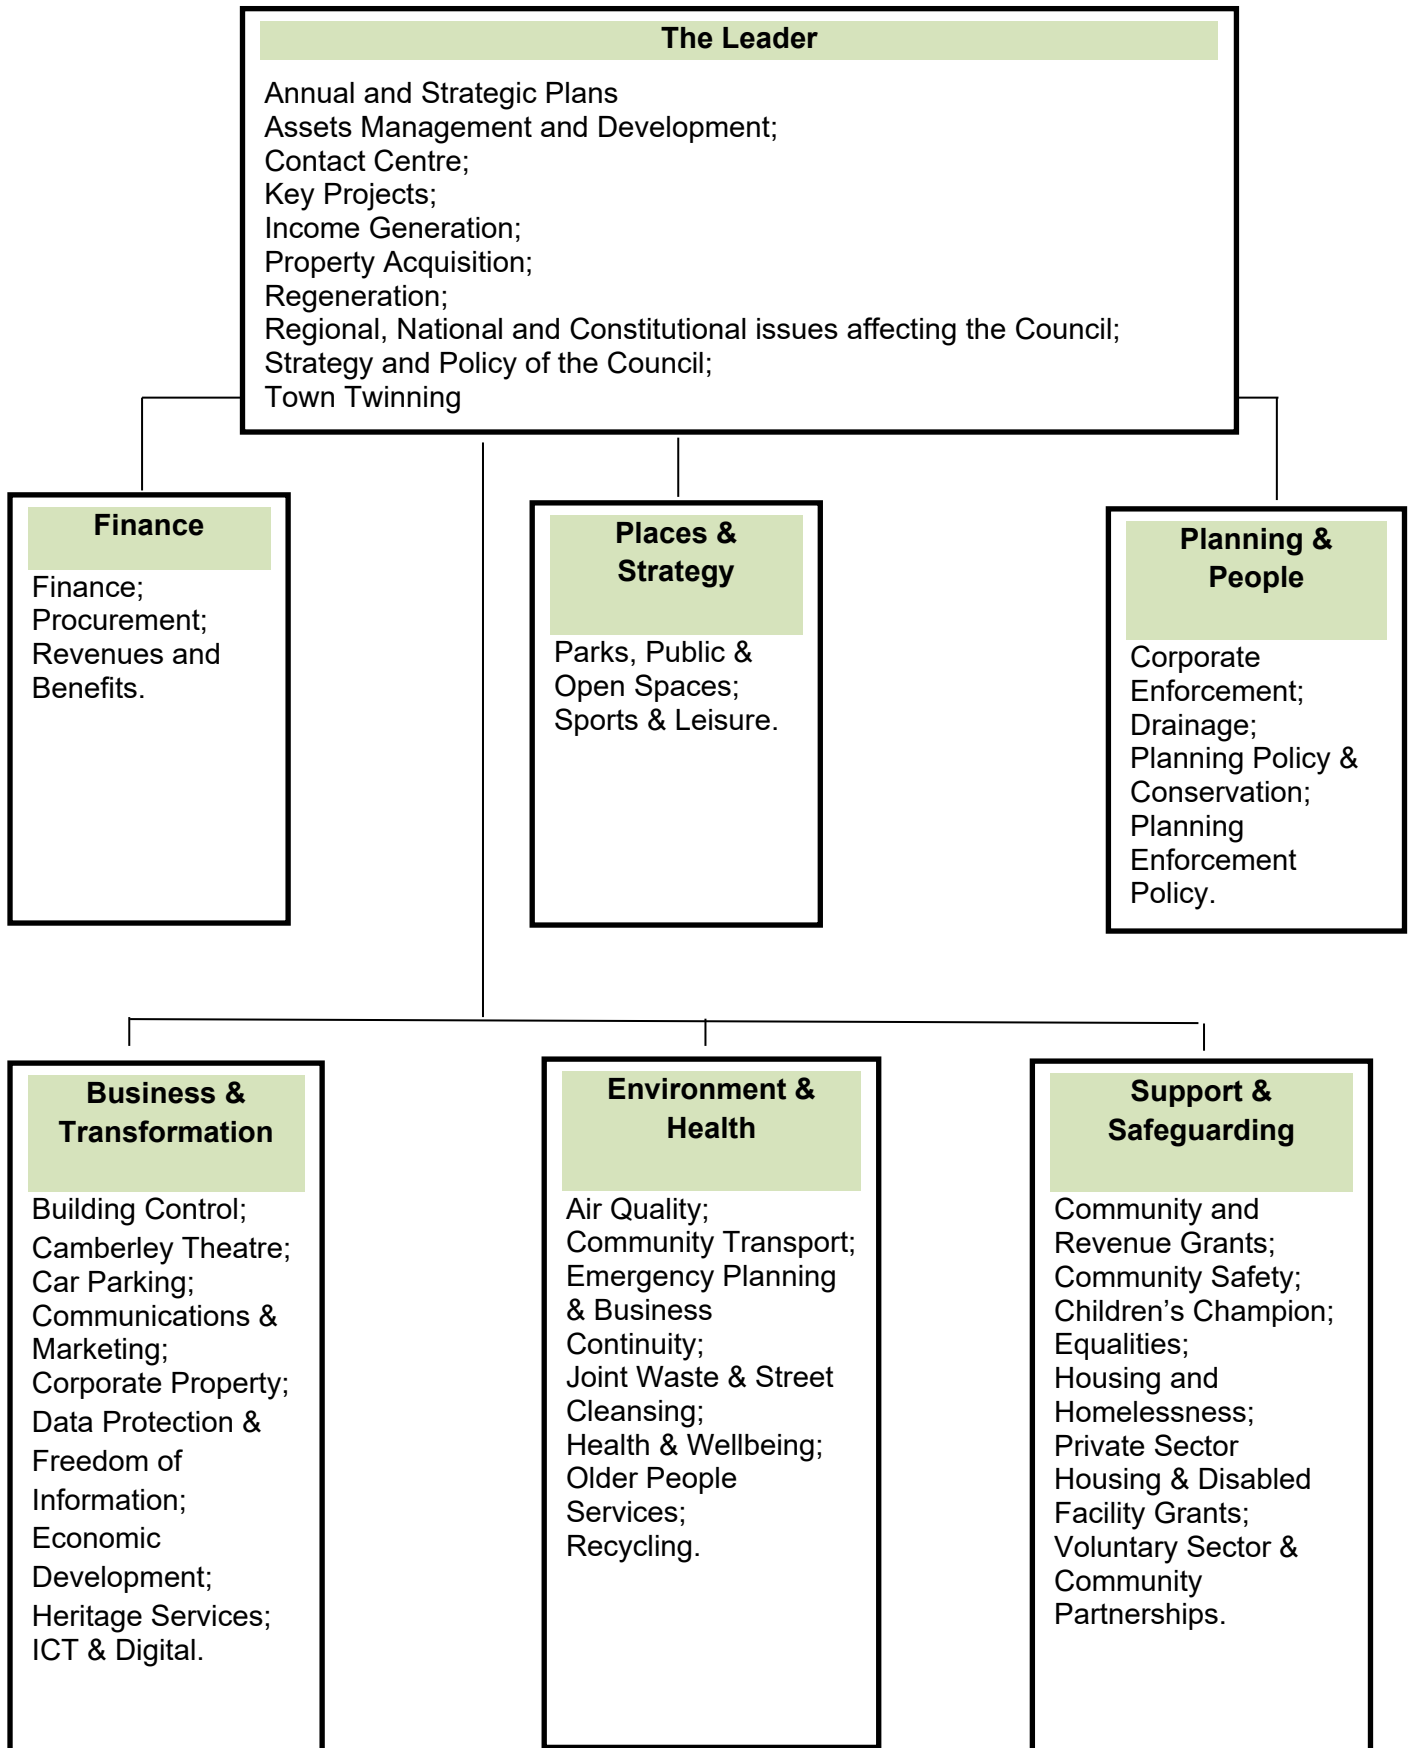 The Leader
Annual and Strategic Plans
Assets Management and Development;
Contact Centre;
Key Projects;
Income Generation;
Property Acquisition;
Regeneration;
Regional, National and Constitutional issues affecting the Council;
Strategy and Policy of the Council;
Town Twinning
Finance
Finance;
Procurement;
Revenues and
Benefits.
Places &
Strategy
Parks, Public &
Open Spaces;
Sports & Leisure.
Planning &
People
Corporate
Enforcement;
Drainage;
Planning Policy &
Conservation;
Planning
Enforcement
Policy.
Business &
Transformation
Building Control;
Camberley Theatre;
Car Parking;
Communications &
Marketing;
Corporate Property;
Data Protection &
Freedom of
Information;
Economic
Development;
Heritage Services;
ICT & Digital.
Environment &
Health
Air Quality;
Community Transport;
Emergency Planning
& Business
Continuity;
Joint Waste & Street
Cleansing;
Health & Wellbeing;
Older People
Services;
Recycling.
Support &
Safeguarding
Community and
Revenue Grants;
Community Safety;
Children’s Champion;
Equalities;
Housing and
Homelessness;
Private Sector
Housing & Disabled
Facility Grants;
Voluntary Sector &
Community
Partnerships.